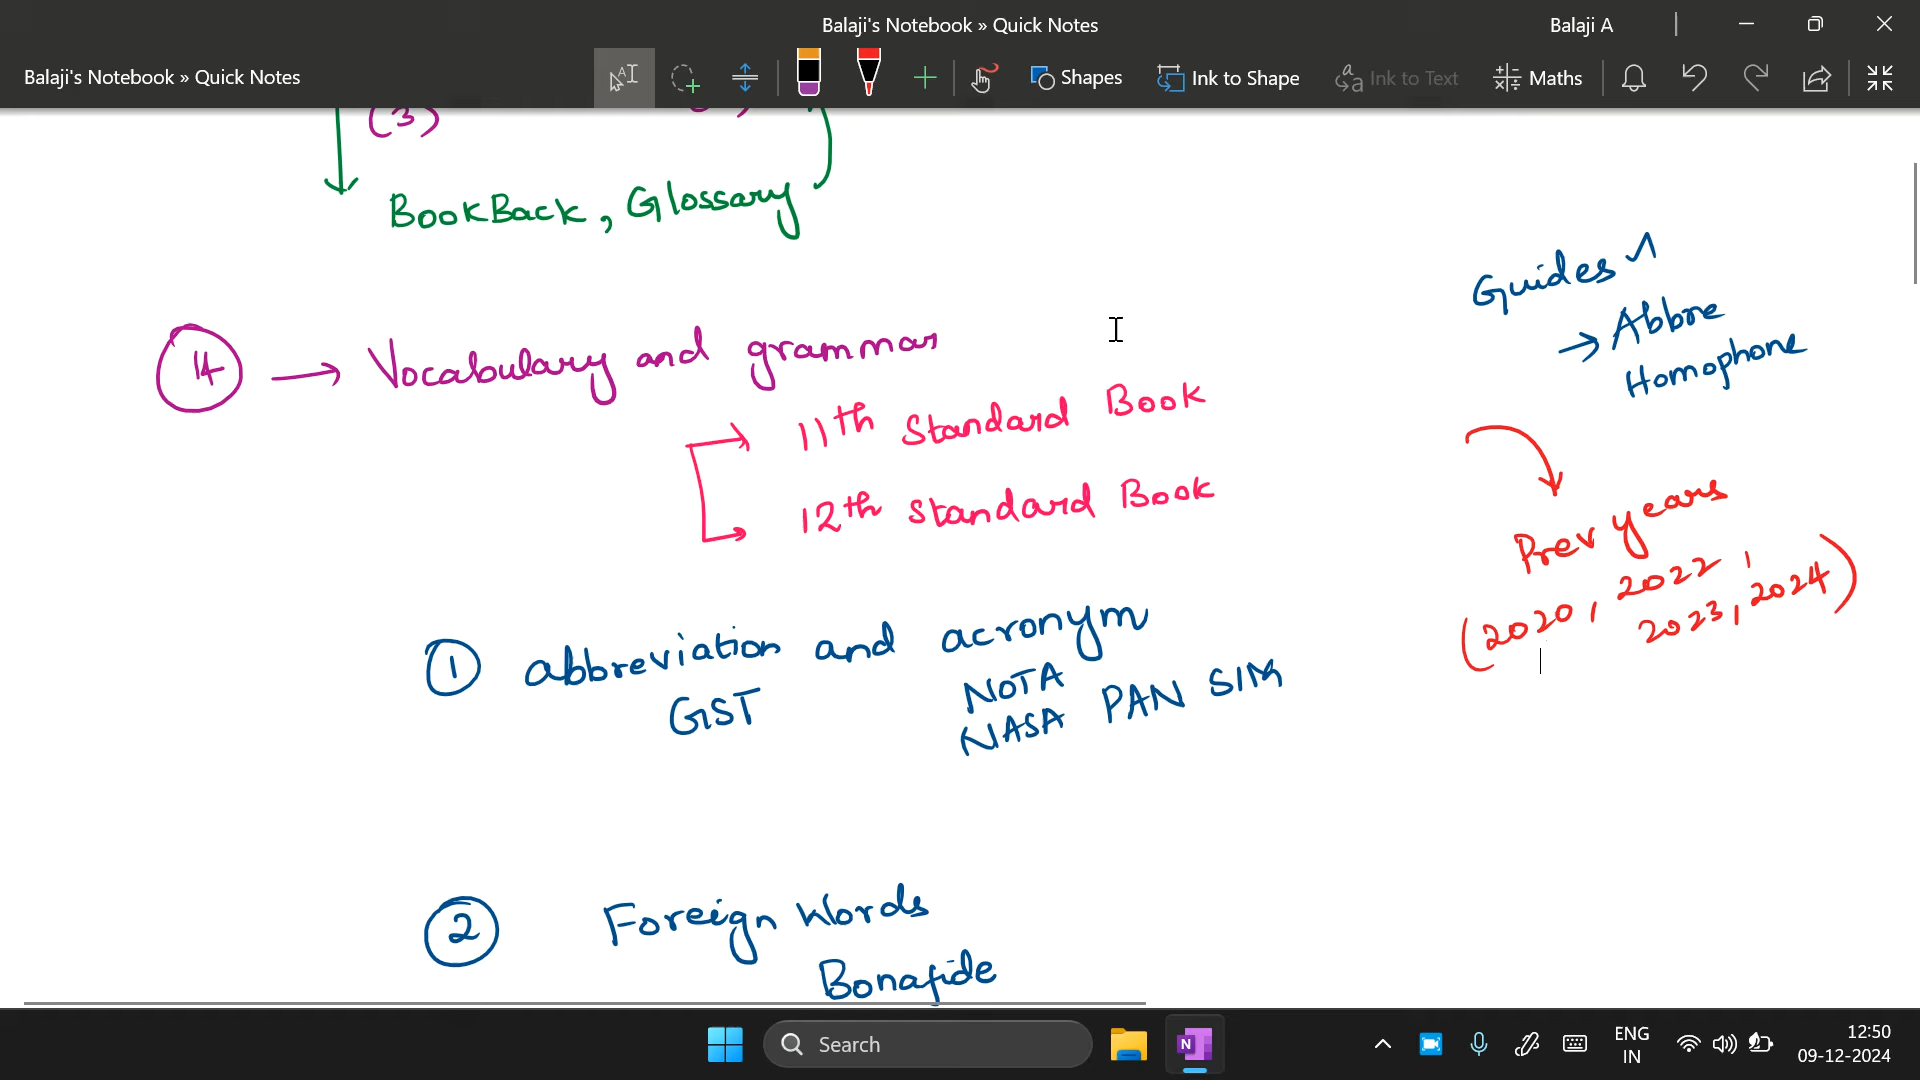 Balaji's Notebook » Quick Notes
Balaji A
Balaji's Notebook » Quick Notes
Shapes
Ink to Shape
Ink to Text
Maths
(3)
BookBack, Glossary
Guides
→ Abbre
Homophone
14 → Vocabulary and grammar
11th Standard Book
12th Standard Book
Prev years
(2020, 2022,
2023, 2024)
1 abbreviation and acronym
GST
NOTA
NASA PAN SIM
2 Foreign Words
Bonafide
Search
ENG
IN
12:50
09-12-2024